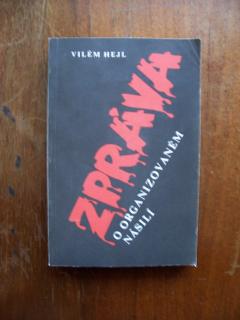 VILÉM HEJL
ZPRÁVA
O ORGANIZOVANÉM
NÁSILÍ